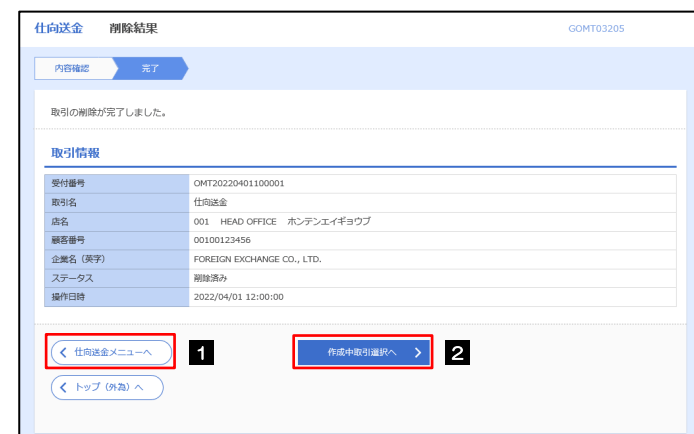 仕向送金 削除結果 GOMT03205
内容確認 完了
取引の削除が完了しました。
取引情報
受付番号 OMT20220401100001
取引名 仕向送金
店名 001 HEAD OFFICE ホンテンエイギョウブ
顧客番号 00100123456
企業名（英字） FOREIGN EXCHANGE CO., LTD.
ステータス 削除済み
操作日時 2022/04/01 12:00:00
仕向送金メニューへ 1 作成中取引選択へ 2
トップ（外為）へ